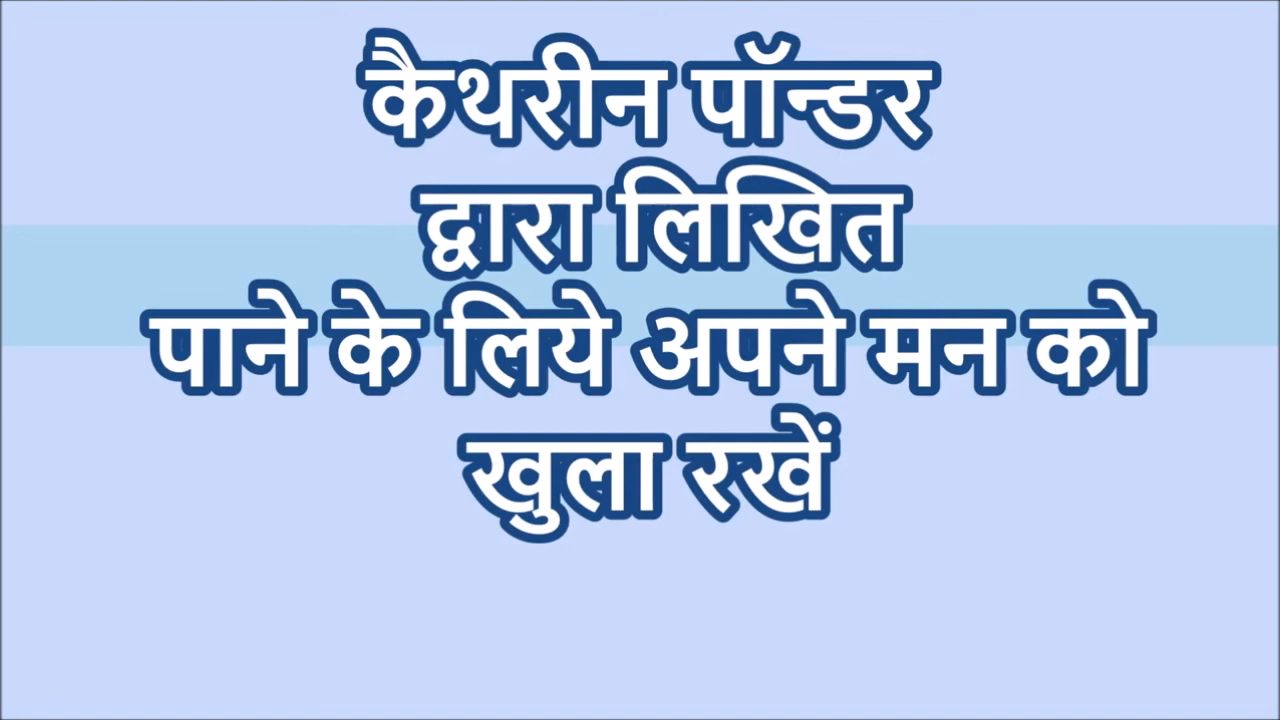 कैथरीन पॉन्डर
द्वारा लिखित
पाने के लिये अपने मन को
खुला रखें